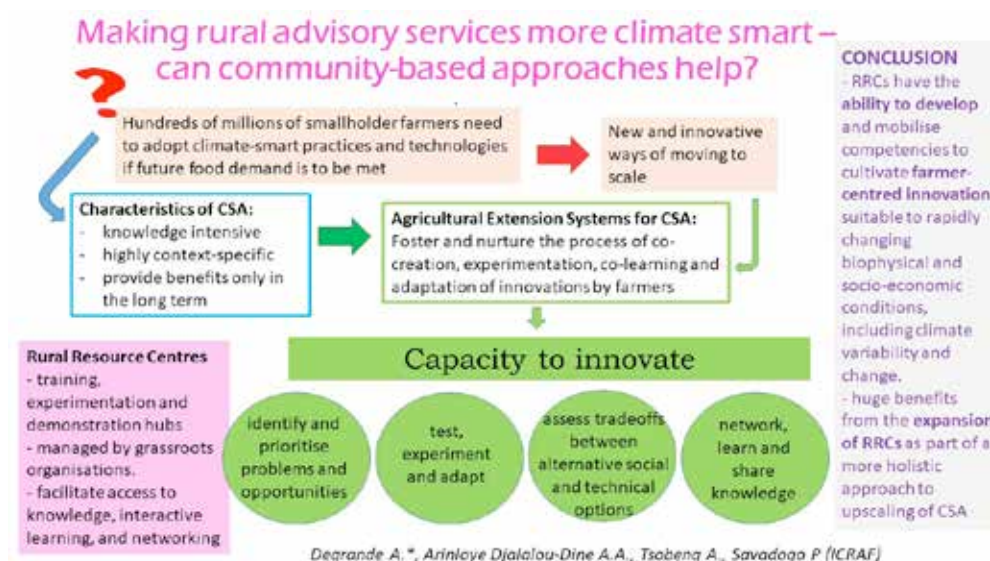 Making rural advisory services more climate smart –
can community-based approaches help?
?
Hundreds of millions of smallholder farmers need
to adopt climate-smart practices and technologies
if future food demand is to be met
New and innovative
ways of moving to
scale
Characteristics of CSA:
- knowledge intensive
- highly context-specific
- provide benefits only in
the long term
Agricultural Extension Systems for CSA:
Foster and nurture the process of co-
creation, experimentation, co-learning and
adaptation of innovations by farmers
Capacity to innovate
Rural Resource Centres
- training,
experimentation and
demonstration hubs
- managed by grassroots
organisations.
- facilitate access to
knowledge, interactive
learning, and networking
identify and
prioritise
problems and
opportunities
test,
experiment
and adapt
assess tradeoffs
between
alternative social
and technical
options
network,
learn and
share
knowledge
CONCLUSION
- RRCs have the
ability to develop
and mobilise
competencies to
cultivate farmer-
centred innovation
suitable to rapidly
changing
biophysical and
socio-economic
conditions,
including climate
variability and
change.
- huge benefits
from the expansion
of RRCs as part of a
more holistic
approach to
upscaling of CSA
Degrande A.*, Arinloye Djalalou-Dine A.A., Tsobeng A., Savadogo P (ICRAF)